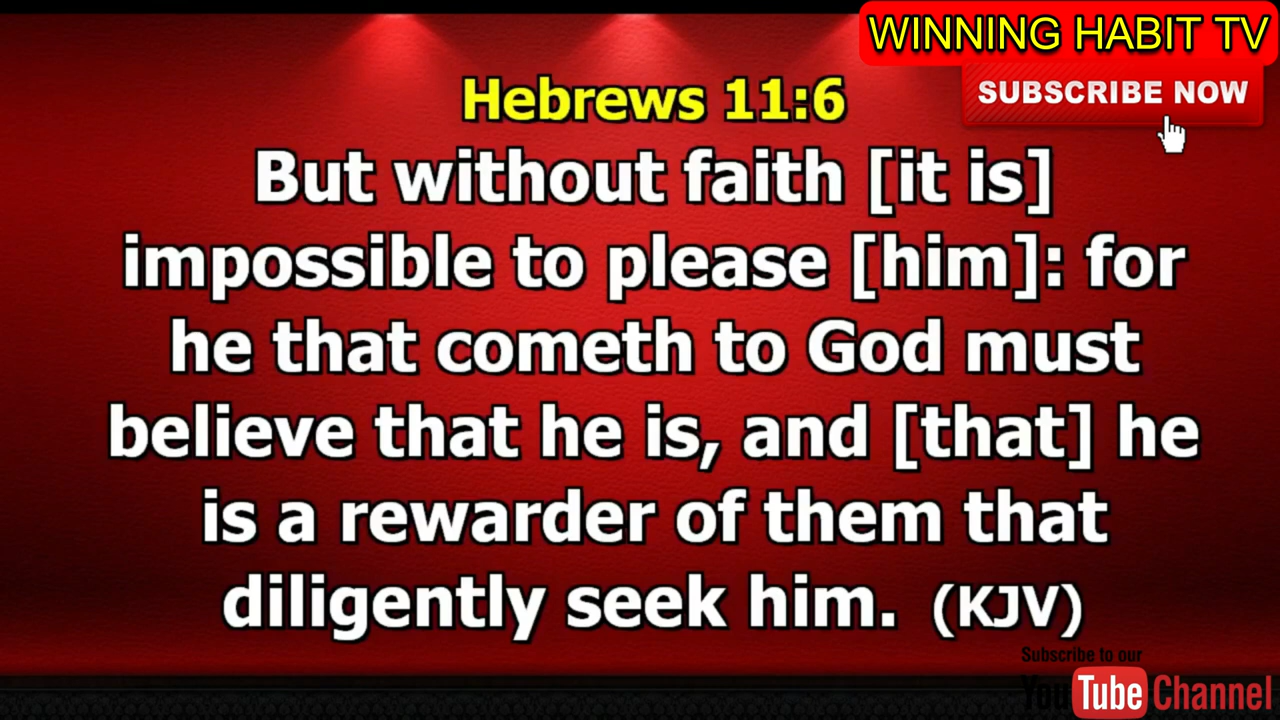 WINNING HABIT TV
SUBSCRIBE NOW
Hebrews 11:6
But without faith [it is]
impossible to please [him]: for
he that cometh to God must
believe that he is, and [that] he
is a rewarder of them that
diligently seek him. (KJV)
Subscribe to our
YouTube Channel